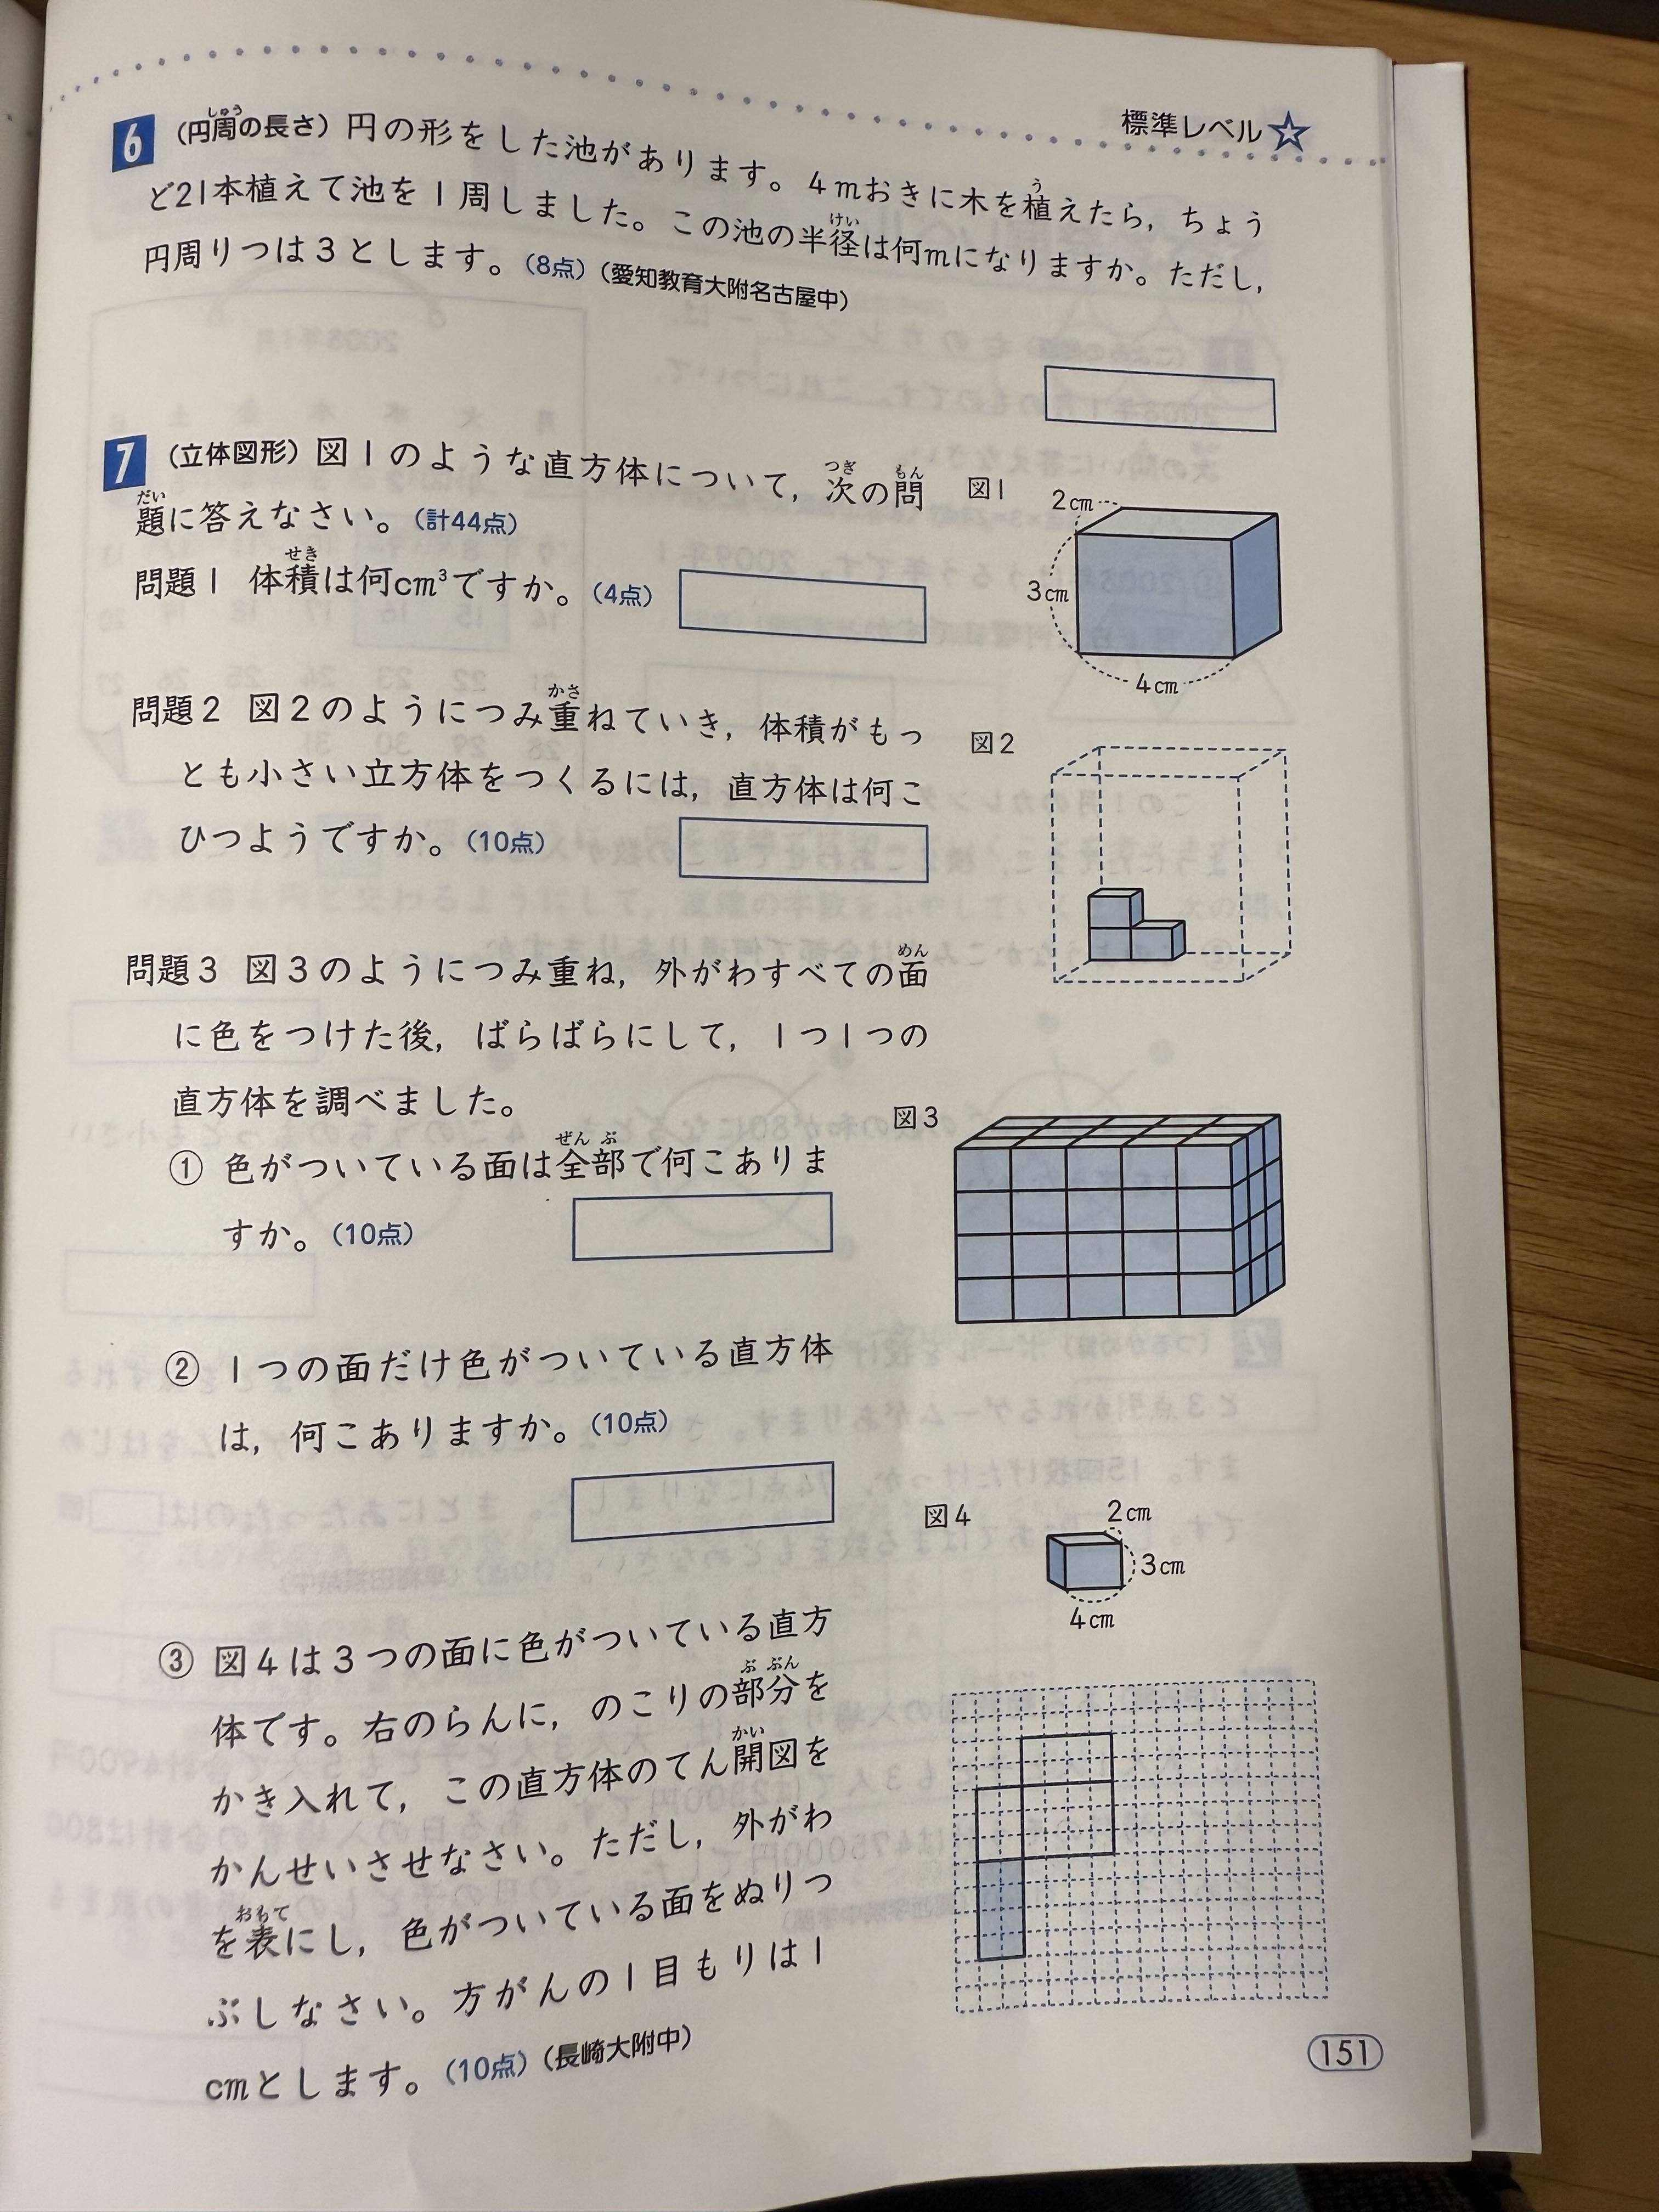 標準レベル
6 (円周の長さ) 円の形をした池があります。4mおきに木を植えたら，ちょう
ど21本植えて池を1周しました。この池の半径は何mになりますか。ただし，
円周りつは3とします。(8点)(愛知教育大附名古屋中)
7 (立体図形) 図1のような直方体について，次の問
題に答えなさい。(計44点)
問題1 体積は何cm³ですか。(4点)
図1
2cm
3cm
4cm
問題2 図2のようにつみ重ねていき，体積がもっ
とも小さい立方体をつくるには，直方体は何こ
ひつようですか。(10点)
図2
問題3 図3のようにつみ重ね，外がわすべての面
に色をつけた後，ばらばらにして，1つ1つの
直方体を調べました。
図3
① 色がついている面は全部で何こありま
すか。(10点)
② 1つの面だけ色がついている直方体
は，何こありますか。(10点)
図4
2cm
3cm
4cm
③ 図4は3つの面に色がついている直方
体です。右のらんに，のこりの部分を
かき入れて，この直方体のてん開図を
かんせいさせなさい。ただし，外がわ
を表にし，色がついている面をぬりつ
ぶしなさい。方がんの1目もりは1
cmとします。(10点)(長崎大附中)
151